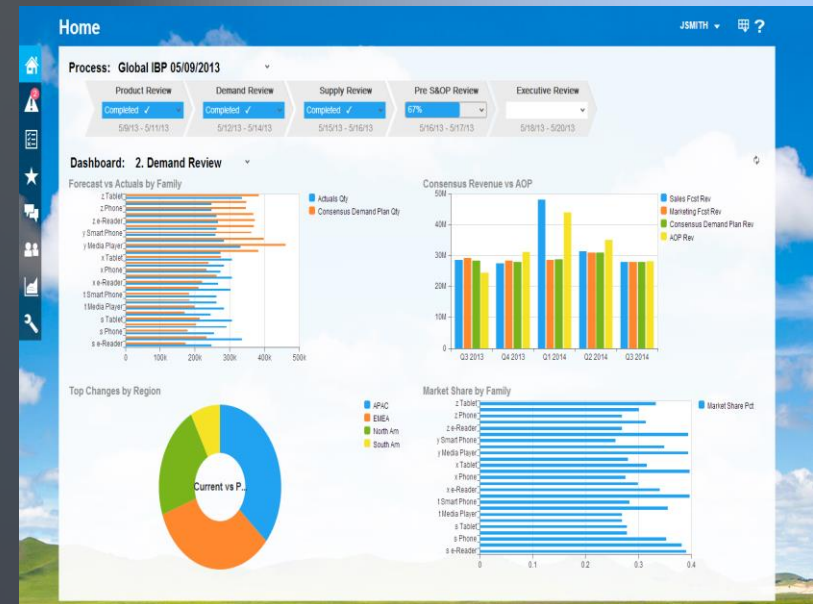 Home
JSMITH
?
Process: Global IBP 05/09/2013
Product Review
Demand Review
Supply Review
Pre S&OP Review
Executive Review
Completed ✓
Completed ✓
Completed ✓
67%
5/9/13 - 5/11/13
5/12/13 - 5/14/13
5/15/13 - 5/16/13
5/16/13 - 5/17/13
5/18/13 - 5/20/13
Dashboard: 2. Demand Review
Forecast vs Actuals by Family
z Tablet
z Phone
z e-Reader
y Smart Phone
y Media Player
x Tablet
x Phone
x e-Reader
t Smart Phone
t Media Player
s Tablet
s Phone
s e-Reader
0 100k 200k 300k 400k 500k
Actuals Qty
Consensus Demand Plan Qty
Consensus Revenue vs AOP
50M
40M
30M
20M
10M
0
Q3 2013 Q4 2013 Q1 2014 Q2 2014 Q3 2014
Sales Fcst Rev
Marketing Fcst Rev
Consensus Demand Plan Rev
AOP Rev
Top Changes by Region
Current vs P...
APAC
EMEA
North Am
South Am
Market Share by Family
z Tablet
z Phone
z e-Reader
y Smart Phone
y Media Player
x Tablet
x Phone
x e-Reader
t Smart Phone
t Media Player
s Tablet
s Phone
s e-Reader
0 0.1 0.2 0.3 0.4
Market Share Pct